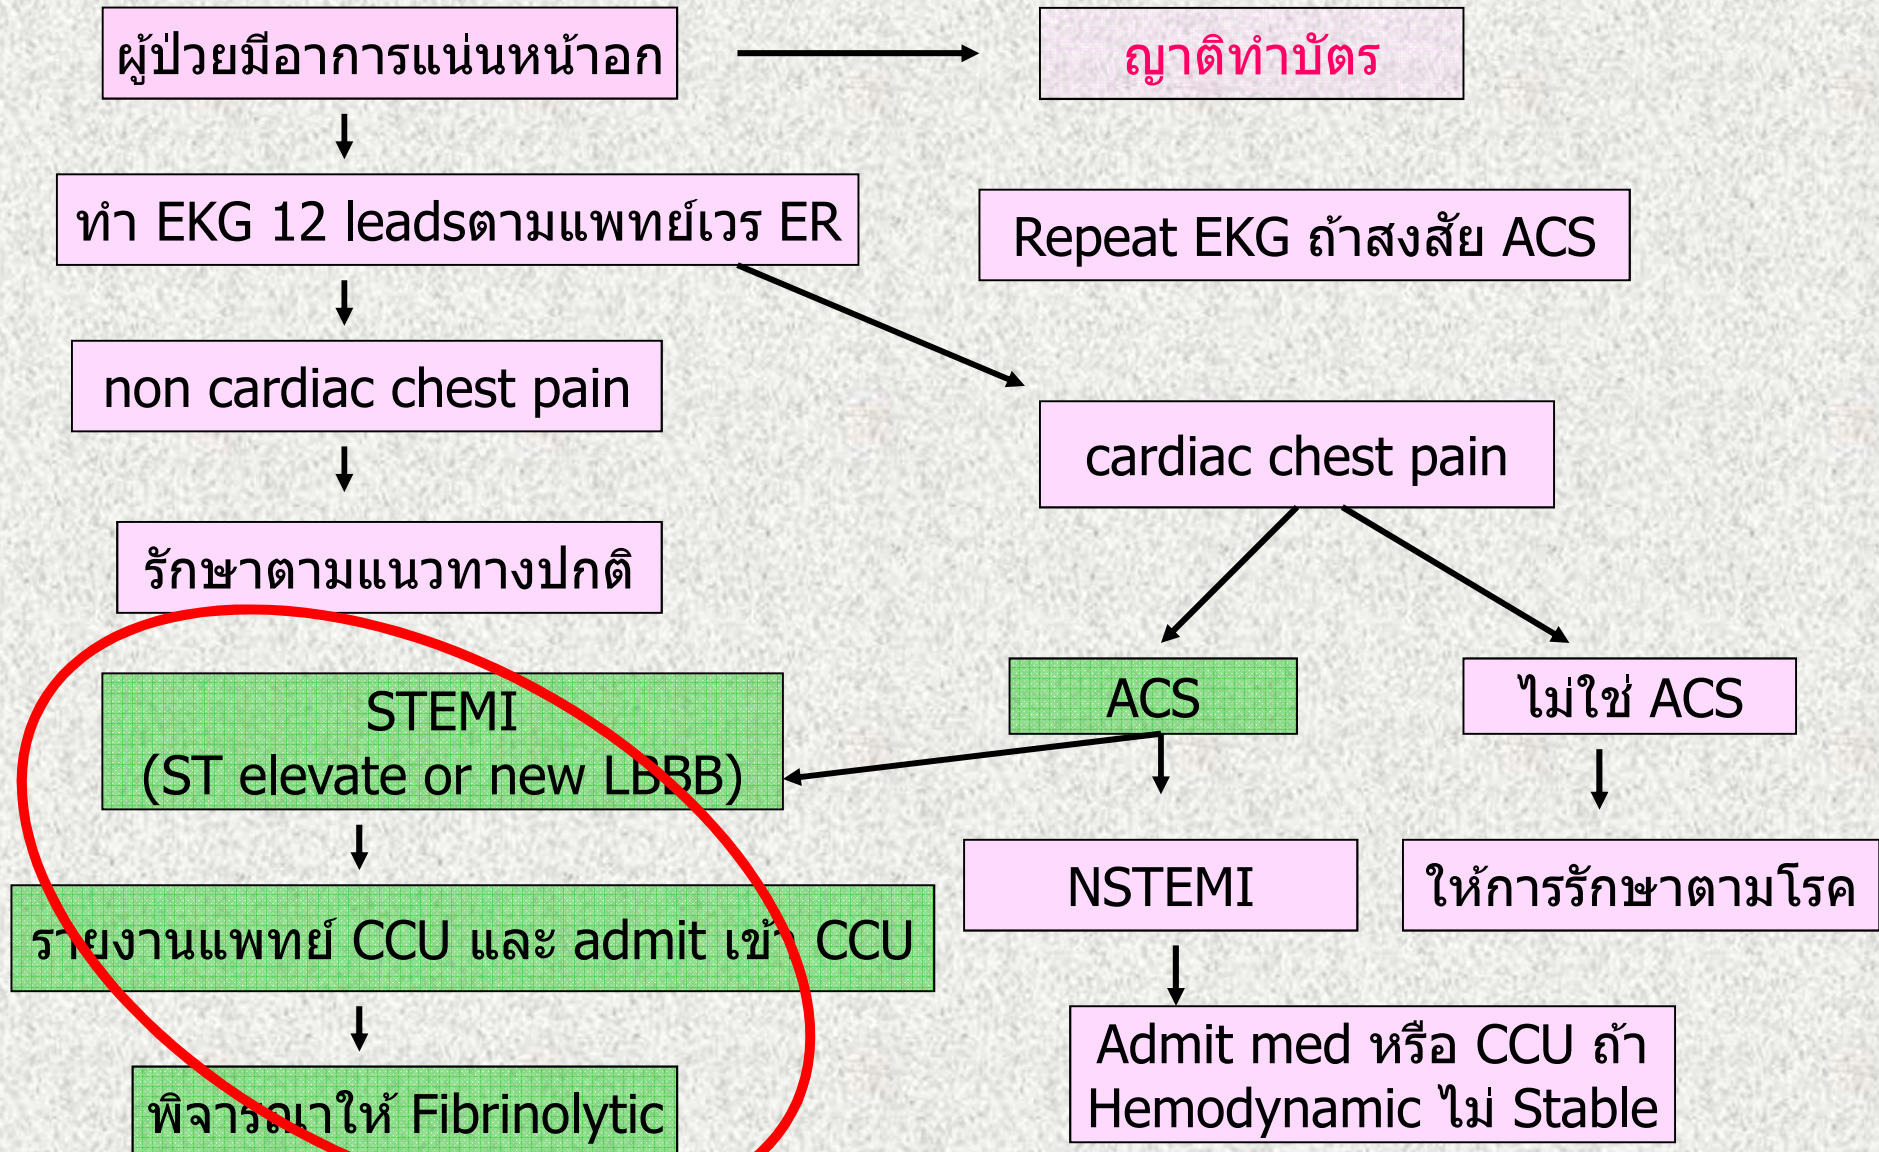 ผู้ป่วยมีอาการแน่นหน้าอก
ญาติทำบัตร
ทำ EKG 12 leadsตามแพทย์เวร ER
Repeat EKG ถ้าสงสัย ACS
non cardiac chest pain
cardiac chest pain
รักษาตามแนวทางปกติ
STEMI
(ST elevate or new LBBB)
ACS
ไม่ใช่ ACS
NSTEMI
ให้การรักษาตามโรค
รายงานแพทย์ CCU และ admit เข้า CCU
Admit med หรือ CCU ถ้า
Hemodynamic ไม่ Stable
พิจารณาให้ Fibrinolytic